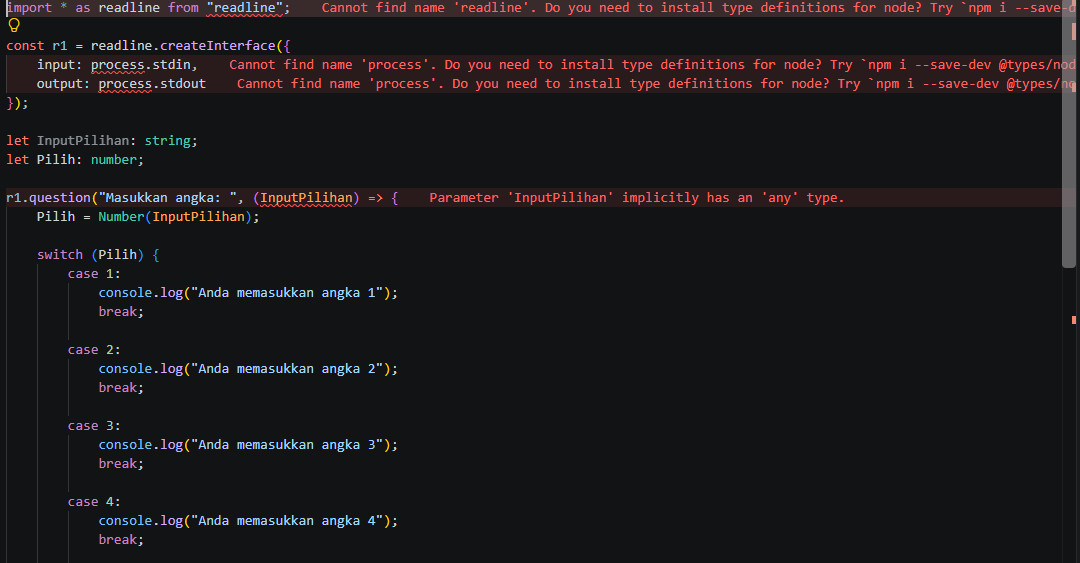 import * as readline from "readline";    Cannot find name 'readline'. Do you need to install type definitions for node? Try `npm i --save-d
const r1 = readline.createInterface({
    input: process.stdin,    Cannot find name 'process'. Do you need to install type definitions for node? Try `npm i --save-dev @types/nod
    output: process.stdout    Cannot find name 'process'. Do you need to install type definitions for node? Try `npm i --save-dev @types/no
});
let InputPilihan: string;
let Pilih: number;
r1.question("Masukkan angka: ", (InputPilihan) => {    Parameter 'InputPilihan' implicitly has an 'any' type.
    Pilih = Number(InputPilihan);
    switch (Pilih) {
        case 1:
            console.log("Anda memasukkan angka 1");
            break;
        case 2:
            console.log("Anda memasukkan angka 2");
            break;
        case 3:
            console.log("Anda memasukkan angka 3");
            break;
        case 4:
            console.log("Anda memasukkan angka 4");
            break;